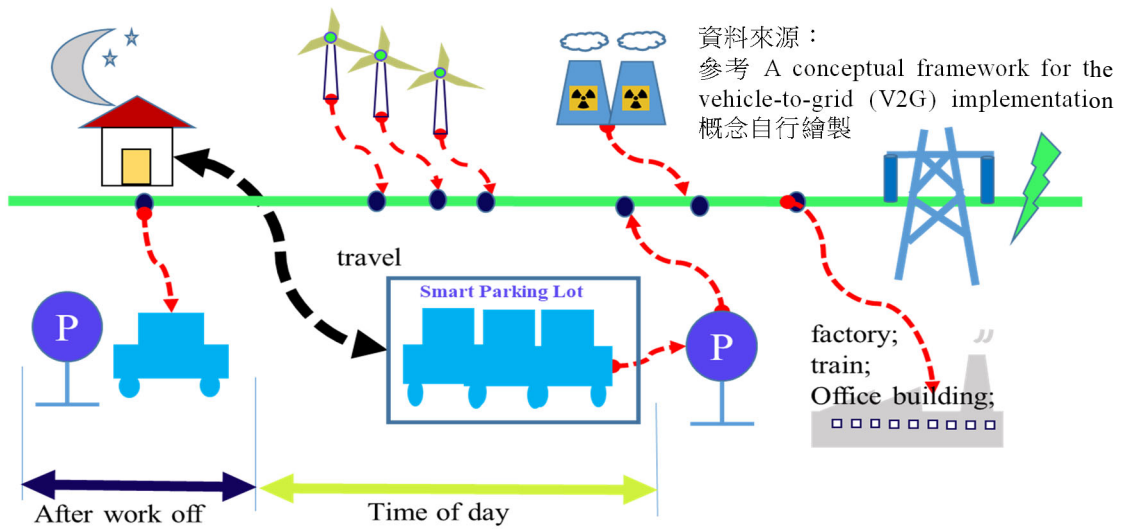 資料來源：
參考 A conceptual framework for the
vehicle-to-grid (V2G) implementation
概念自行繪製
travel
Smart Parking Lot
P
P
factory;
train;
Office building;
After work off
Time of day